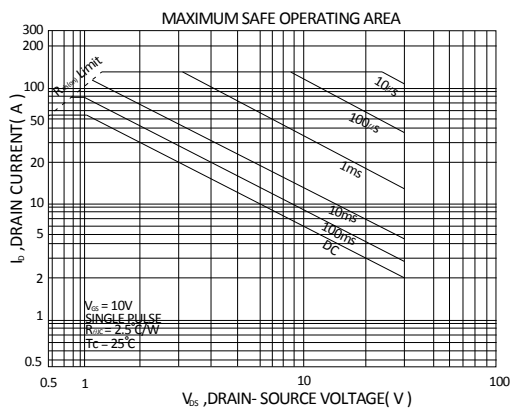 MAXIMUM SAFE OPERATING AREA
300
200
100
50
20
10
5
2
1
0.5
I_D ,DRAIN CURRENT( A )
R_DS(on) Limit
10μs
100μs
1ms
10ms
100ms
DC
V_GS = 10V
SINGLE PULSE
R_θJC = 2.5°C/W
Tc = 25°C
0.5
1
10
100
V_DS ,DRAIN- SOURCE VOLTAGE( V )